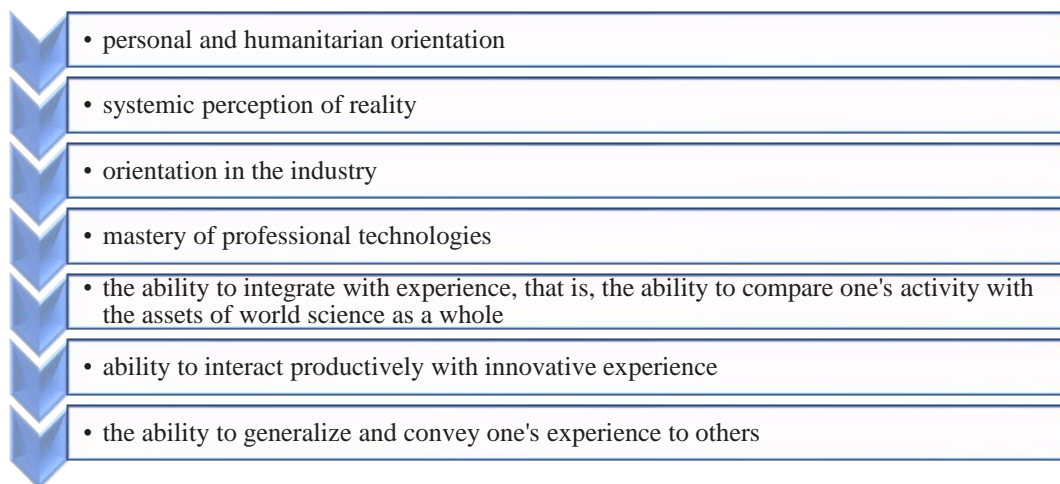 • personal and humanitarian orientation
• systemic perception of reality
• orientation in the industry
• mastery of professional technologies
• the ability to integrate with experience, that is, the ability to compare one's activity with
the assets of world science as a whole
• ability to interact productively with innovative experience
• the ability to generalize and convey one's experience to others